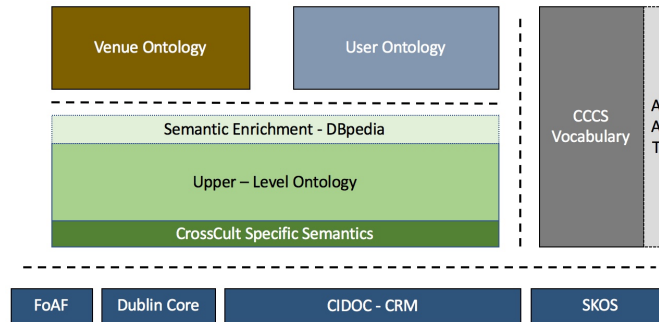 Venue Ontology
User Ontology
Semantic Enrichment - DBpedia
Upper – Level Ontology
CrossCult Specific Semantics
CCCS
Vocabulary
A
A
T
FoAF
Dublin Core
CIDOC - CRM
SKOS